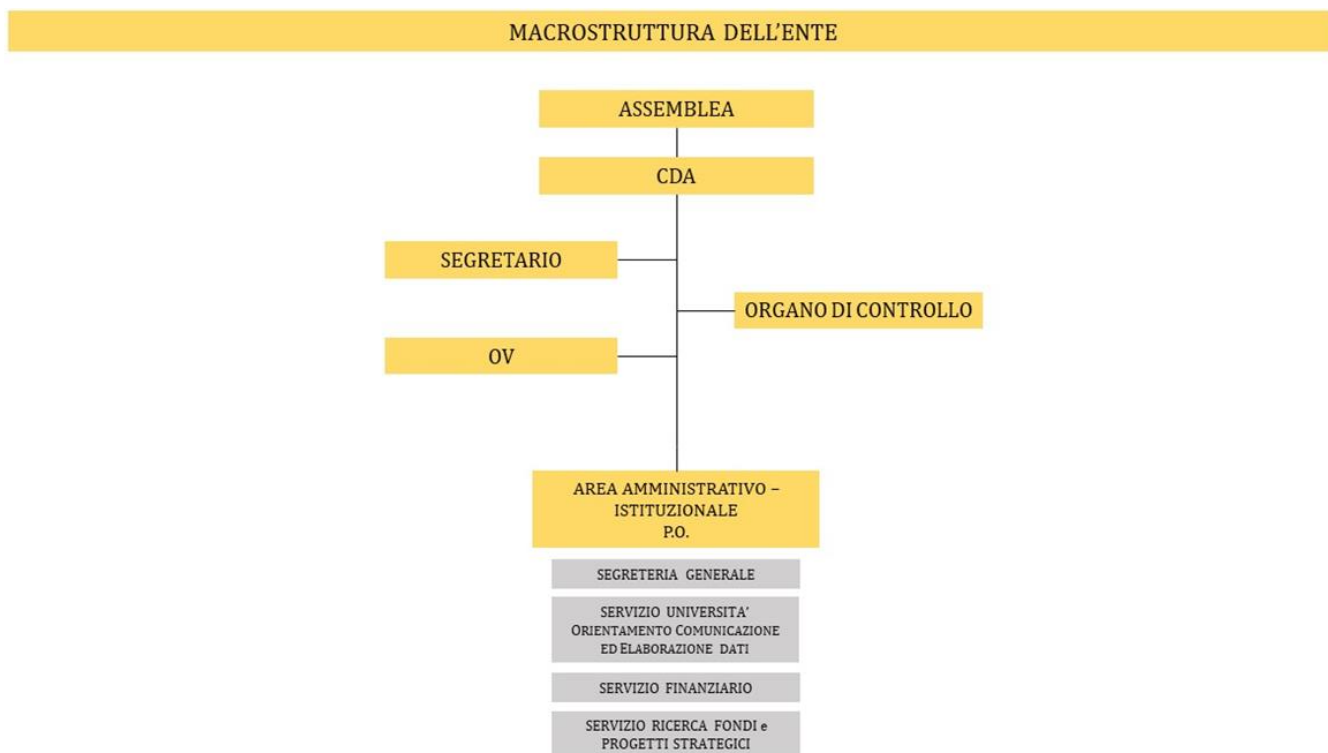 MACROSTRUTTURA DELL'ENTE
ASSEMBLEA
CDA
SEGRETARIO
ORGANO DI CONTROLLO
OV
AREA AMMINISTRATIVO –
ISTITUZIONALE
P.O.
SEGRETERIA GENERALE
SERVIZIO UNIVERSITA'
ORIENTAMENTO COMUNICAZIONE
ED ELABORAZIONE DATI
SERVIZIO FINANZIARIO
SERVIZIO RICERCA FONDI e
PROGETTI STRATEGICI